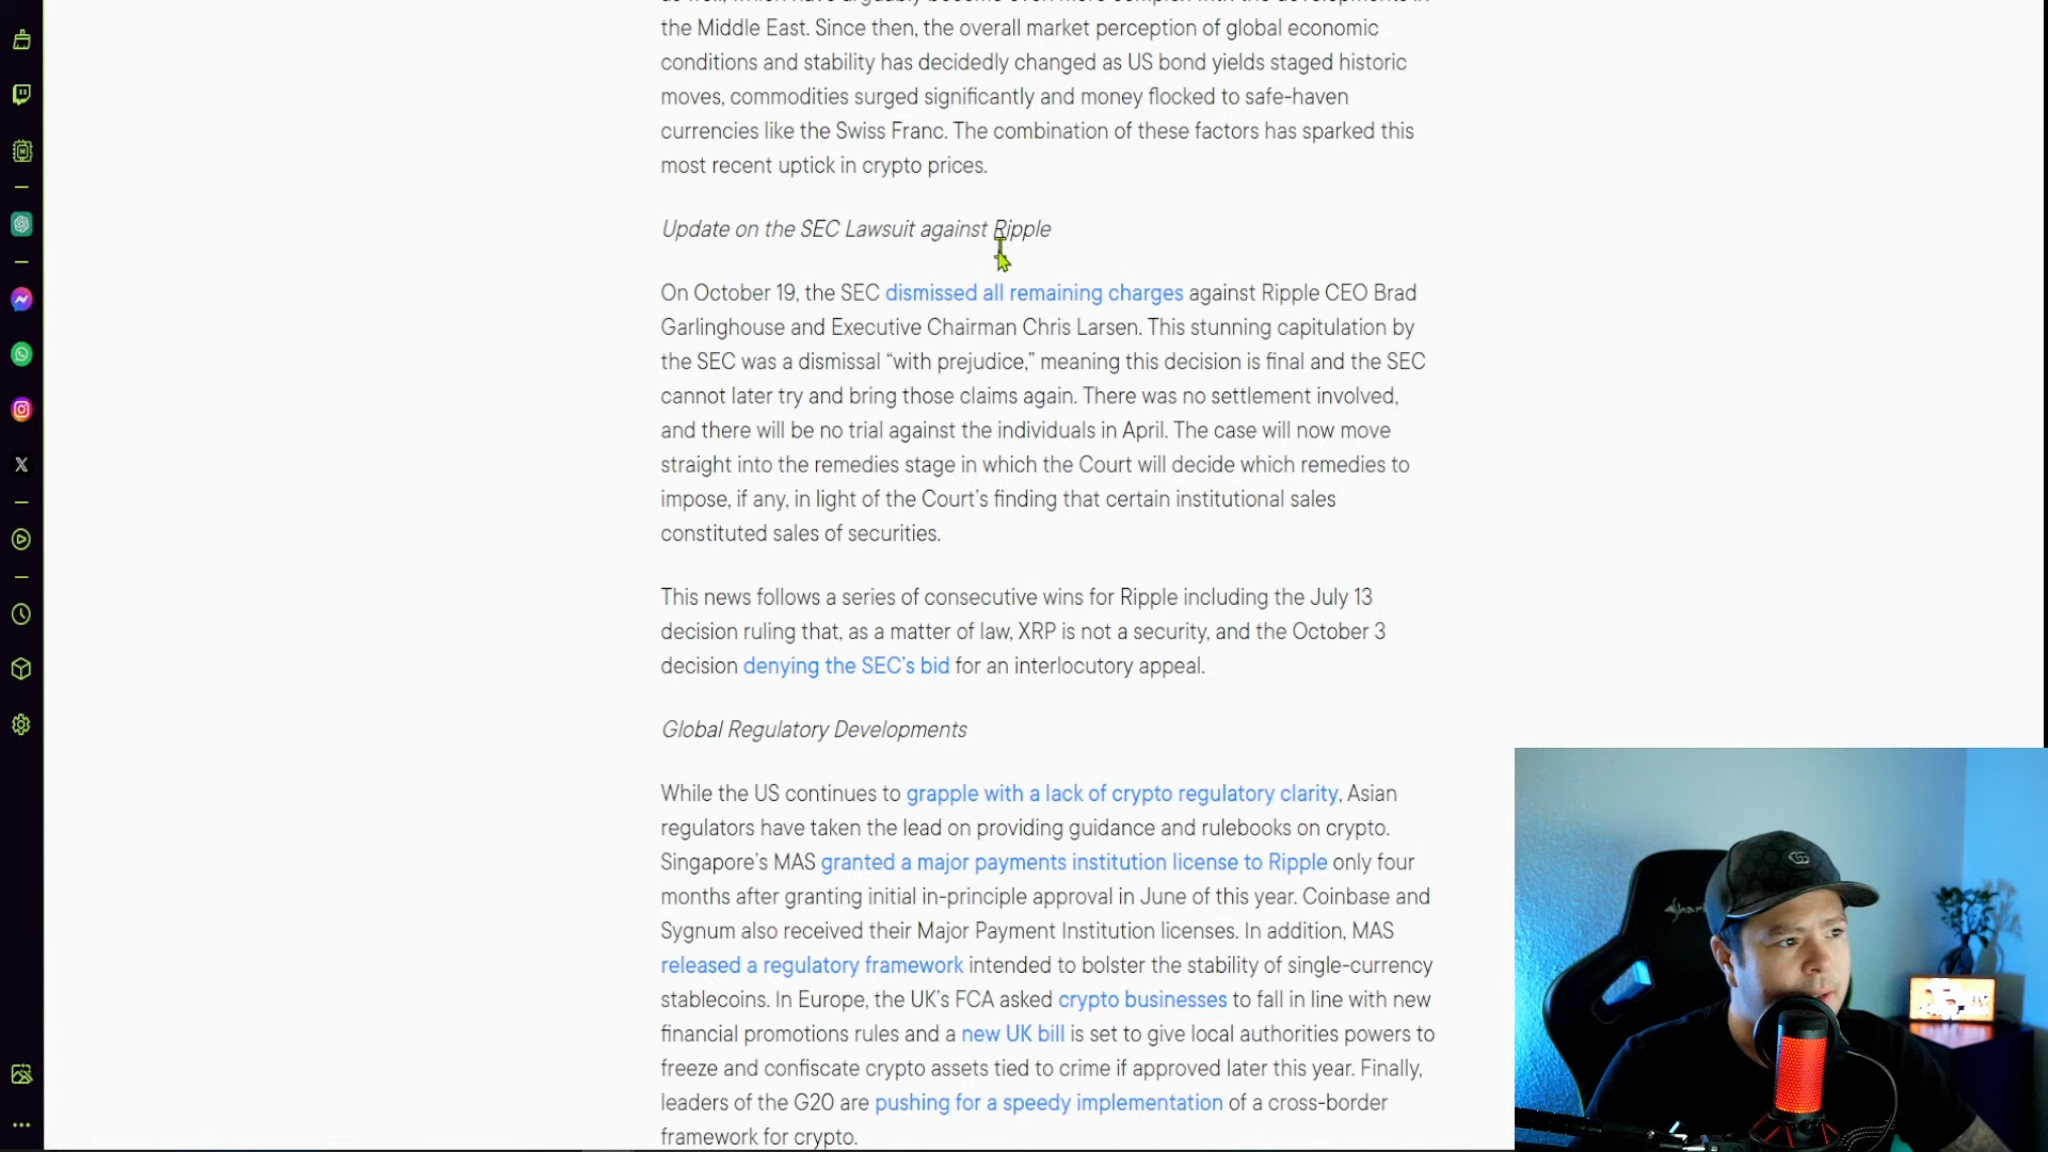 the Middle East. Since then, the overall market perception of global economic
conditions and stability has decidedly changed as US bond yields staged historic
moves, commodities surged significantly and money flocked to safe-haven
currencies like the Swiss Franc. The combination of these factors has sparked this
most recent uptick in crypto prices.
Update on the SEC Lawsuit against Ripple
On October 19, the SEC dismissed all remaining charges against Ripple CEO Brad
Garlinghouse and Executive Chairman Chris Larsen. This stunning capitulation by
the SEC was a dismissal “with prejudice,” meaning this decision is final and the SEC
cannot later try and bring those claims again. There was no settlement involved,
and there will be no trial against the individuals in April. The case will now move
straight into the remedies stage in which the Court will decide which remedies to
impose, if any, in light of the Court’s finding that certain institutional sales
constituted sales of securities.
This news follows a series of consecutive wins for Ripple including the July 13
decision ruling that, as a matter of law, XRP is not a security, and the October 3
decision denying the SEC’s bid for an interlocutory appeal.
Global Regulatory Developments
While the US continues to grapple with a lack of crypto regulatory clarity, Asian
regulators have taken the lead on providing guidance and rulebooks on crypto.
Singapore’s MAS granted a major payments institution license to Ripple only four
months after granting initial in-principle approval in June of this year. Coinbase and
Sygnum also received their Major Payment Institution licenses. In addition, MAS
released a regulatory framework intended to bolster the stability of single-currency
stablecoins. In Europe, the UK’s FCA asked crypto businesses to fall in line with new
financial promotions rules and a new UK bill is set to give local authorities powers to
freeze and confiscate crypto assets tied to crime if approved later this year. Finally,
leaders of the G20 are pushing for a speedy implementation of a cross-border
framework for crypto.